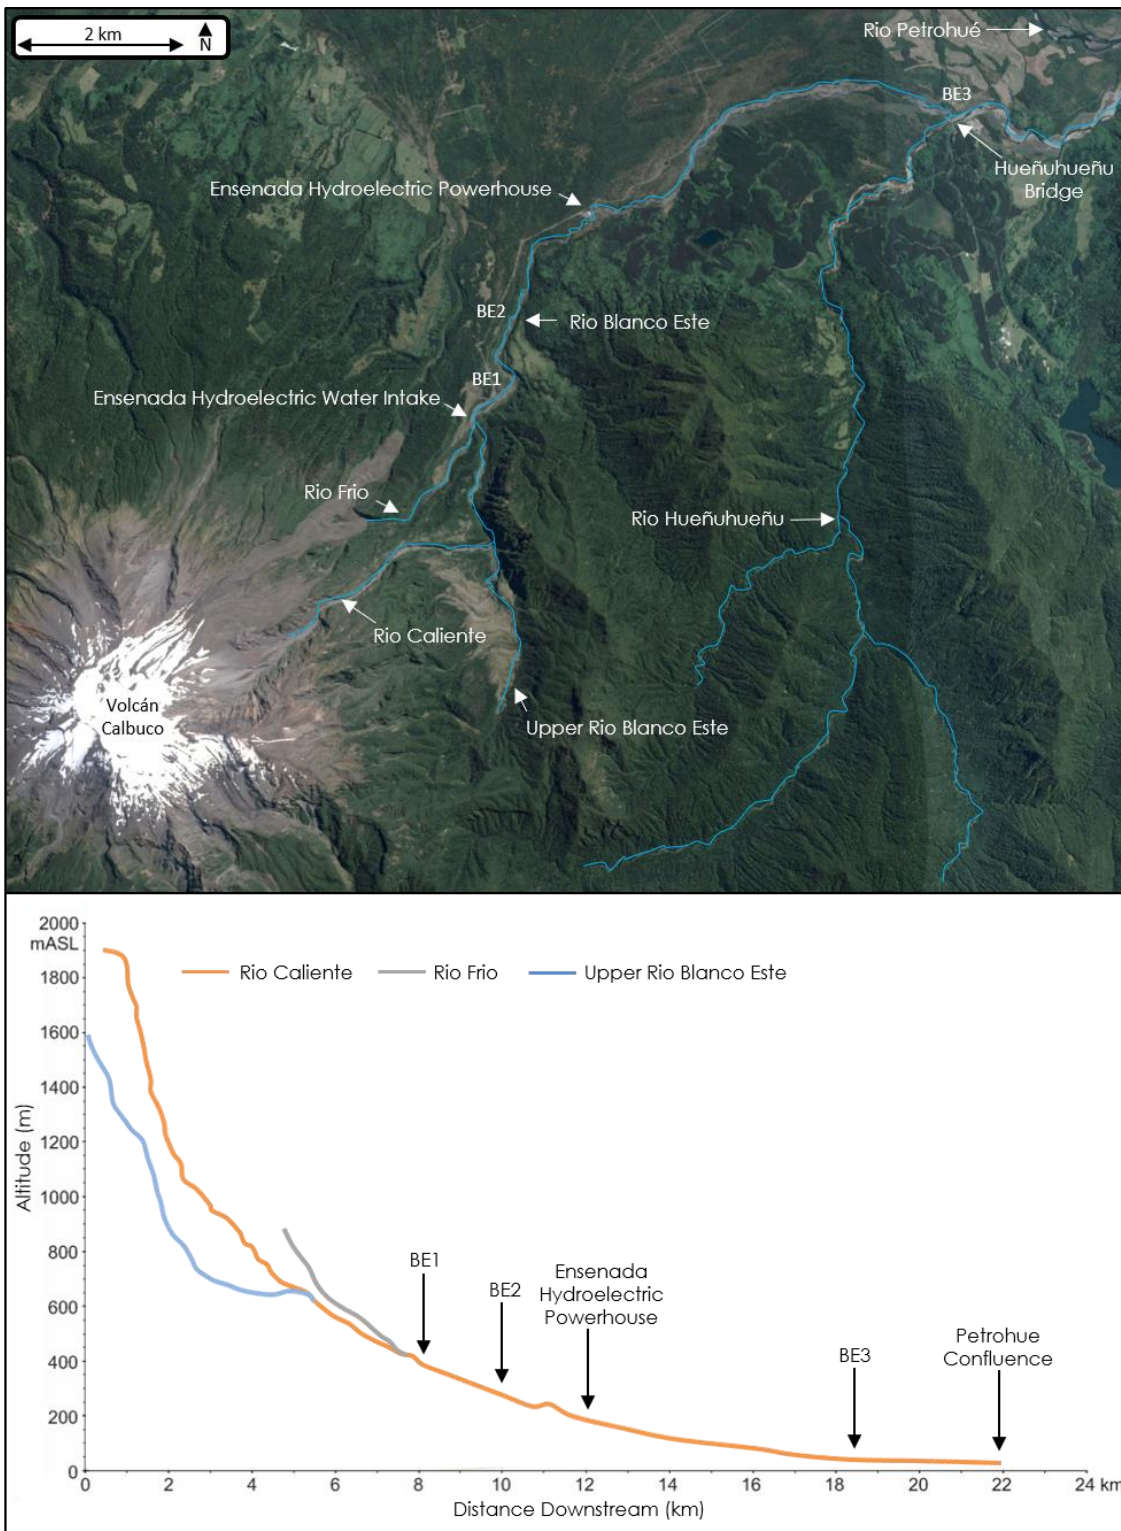 2 km
N
Rio Petrohué
BE3
Hueñuhueñu
Bridge
Ensenada Hydroelectric Powerhouse
BE2
Rio Blanco Este
BE1
Ensenada Hydroelectric Water Intake
Rio Frio
Rio Hueñuhueñu
Rio Caliente
Volcán
Calbuco
Upper Rio Blanco Este
2000
mASL
Rio Caliente
Rio Frio
Upper Rio Blanco Este
1800
1600
1400
1200
1000
800
600
400
200
0
Altitude (m)
BE1
BE2
Ensenada
Hydroelectric
Powerhouse
BE3
Petrohue
Confluence
0 2 4 6 8 10 12 14 16 18 20 22 24 km
Distance Downstream (km)